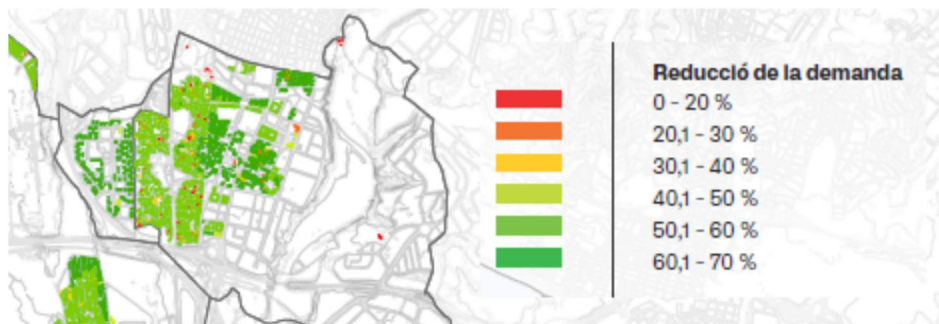 Reducció de la demanda
0 - 20 %
20,1 - 30 %
30,1 - 40 %
40,1 - 50 %
50,1 - 60 %
60,1 - 70 %